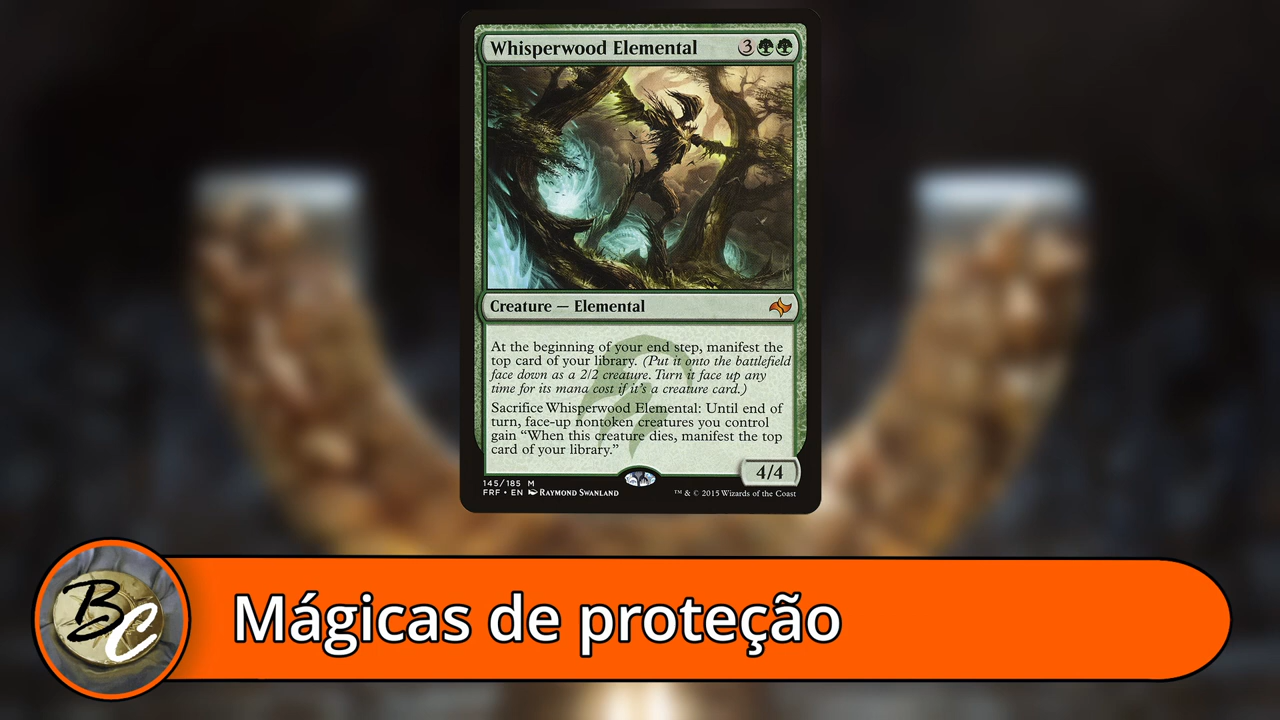 Whisperwood Elemental 3
Creature — Elemental
At the beginning of your end step, manifest the
top card of your library. (Put it onto the battlefield
face down as a 2/2 creature. Turn it face up any
time for its mana cost if it's a creature card.)
Sacrifice Whisperwood Elemental: Until end of
turn, face-up nontoken creatures you control
gain “When this creature dies, manifest the top
card of your library.”
4/4
145/185 M
FRF • EN Raymond Swanland
™ & © 2015 Wizards of the Coast
BC
Mágicas de proteção